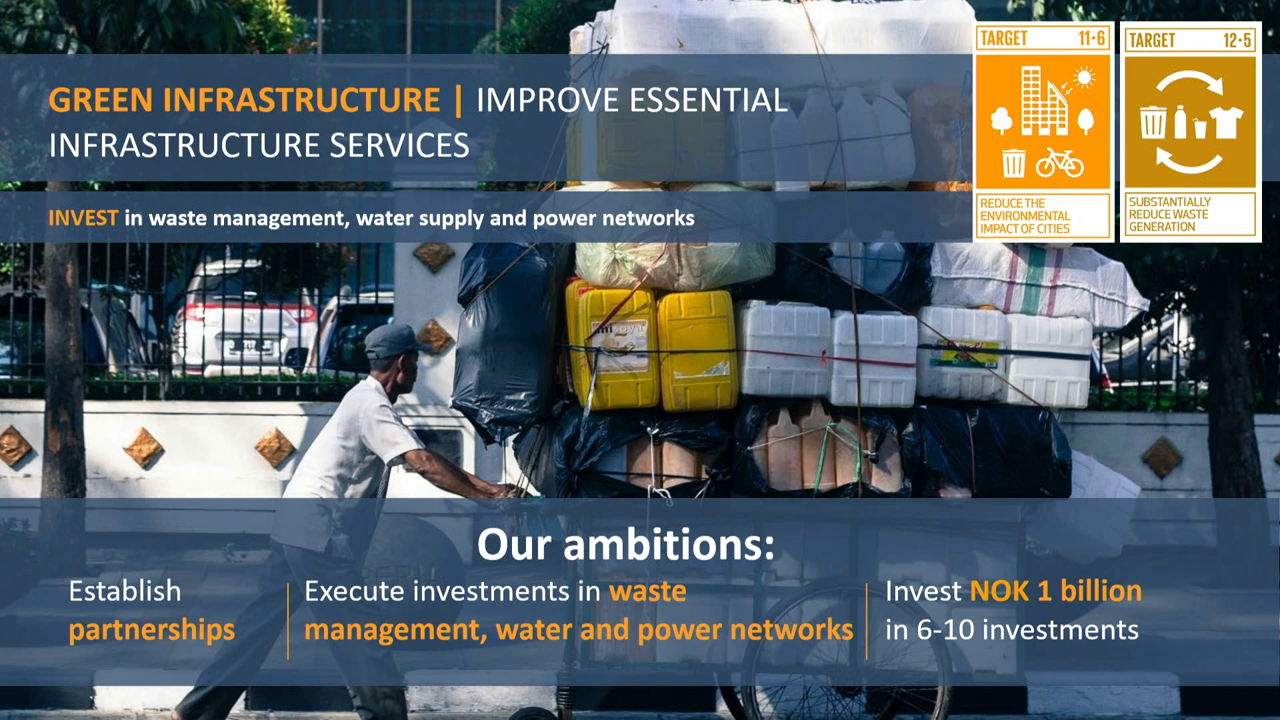 GREEN INFRASTRUCTURE | IMPROVE ESSENTIAL
INFRASTRUCTURE SERVICES
INVEST in waste management, water supply and power networks
TARGET 11·6
REDUCE THE
ENVIRONMENTAL
IMPACT OF CITIES
TARGET 12·5
SUBSTANTIALLY
REDUCE WASTE
GENERATION
Our ambitions:
Establish
partnerships
Execute investments in waste
management, water and power networks
Invest NOK 1 billion
in 6-10 investments